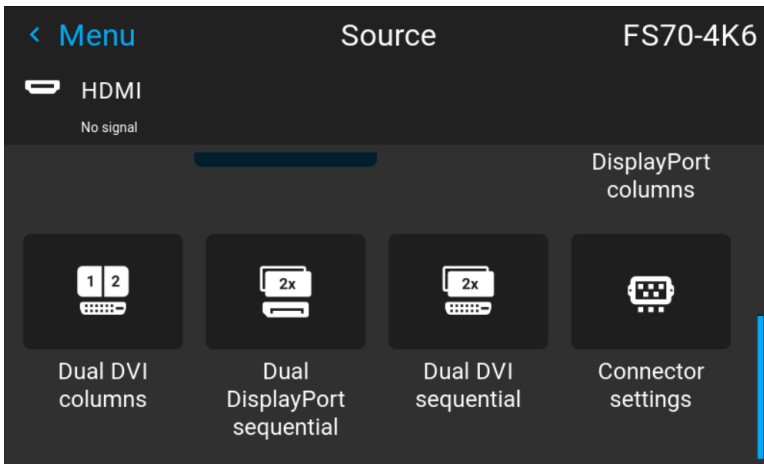 Menu
Source
FS70-4K6
HDMI
No signal
DisplayPort
columns
1 2
2x
2x
Dual DVI
columns
Dual
DisplayPort
sequential
Dual DVI
sequential
Connector
settings